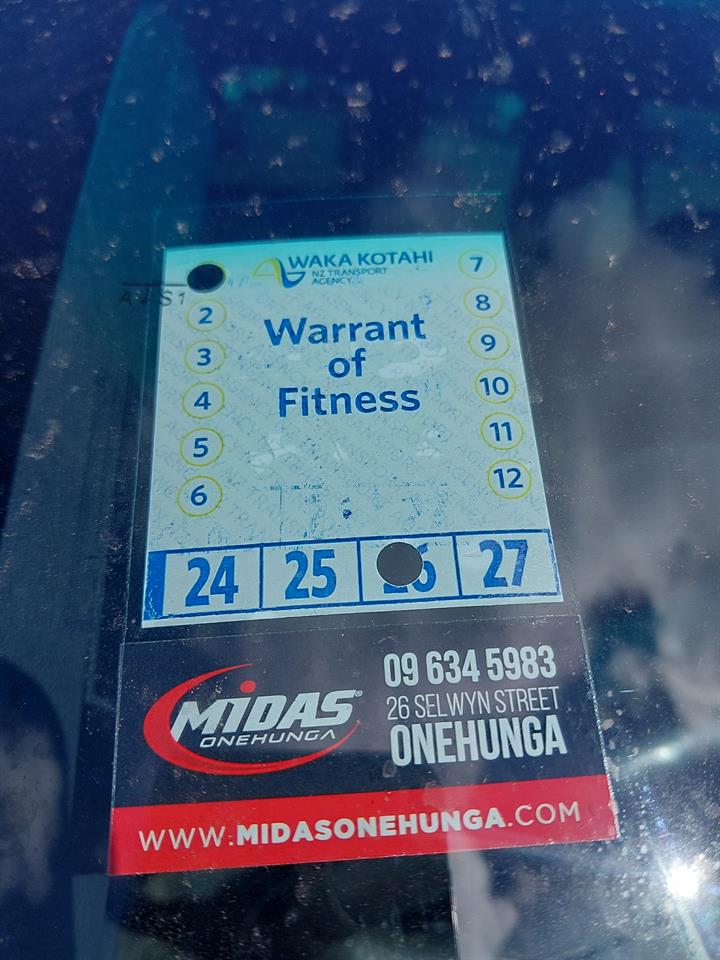 WAKA KOTAHI
NZ TRANSPORT
AGENCY
Warrant
of
Fitness
2
3
4
5
6
7
8
9
10
11
12
24 25 6 27
MIDAS
ONEHUNGA
09 634 5983
26 SELWYN STREET
ONEHUNGA
WWW.MIDASONEHUNGA.COM